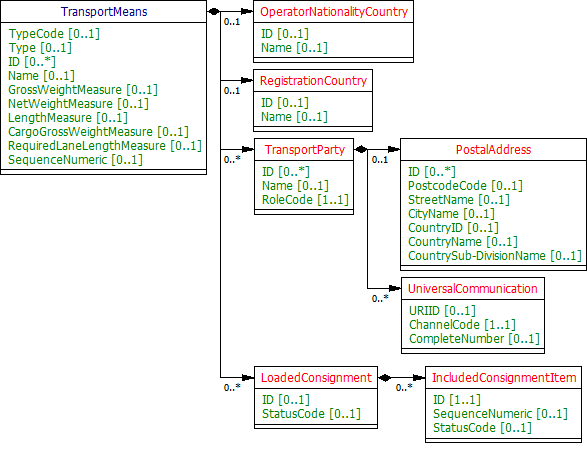 TransportMeans
TypeCode [0..1]
Type [0..1]
ID [0..*]
Name [0..1]
GrossWeightMeasure [0..1]
NetWeightMeasure [0..1]
LengthMeasure [0..1]
CargoGrossWeightMeasure [0..1]
RequiredLaneLengthMeasure [0..1]
SequenceNumeric [0..1]
0..1
OperatorNationalityCountry
ID [0..1]
Name [0..1]
0..1
RegistrationCountry
ID [0..1]
Name [0..1]
0..*
TransportParty
ID [0..*]
Name [0..1]
RoleCode [1..1]
0..1
PostalAddress
ID [0..*]
PostcodeCode [0..1]
StreetName [0..1]
CityName [0..1]
CountryID [0..1]
CountryName [0..1]
CountrySub-DivisionName [0..1]
0..*
UniversalCommunication
URIID [0..1]
ChannelCode [1..1]
CompleteNumber [0..1]
0..*
LoadedConsignment
ID [0..1]
StatusCode [0..1]
0..*
IncludedConsignmentItem
ID [1..1]
SequenceNumeric [0..1]
StatusCode [0..1]